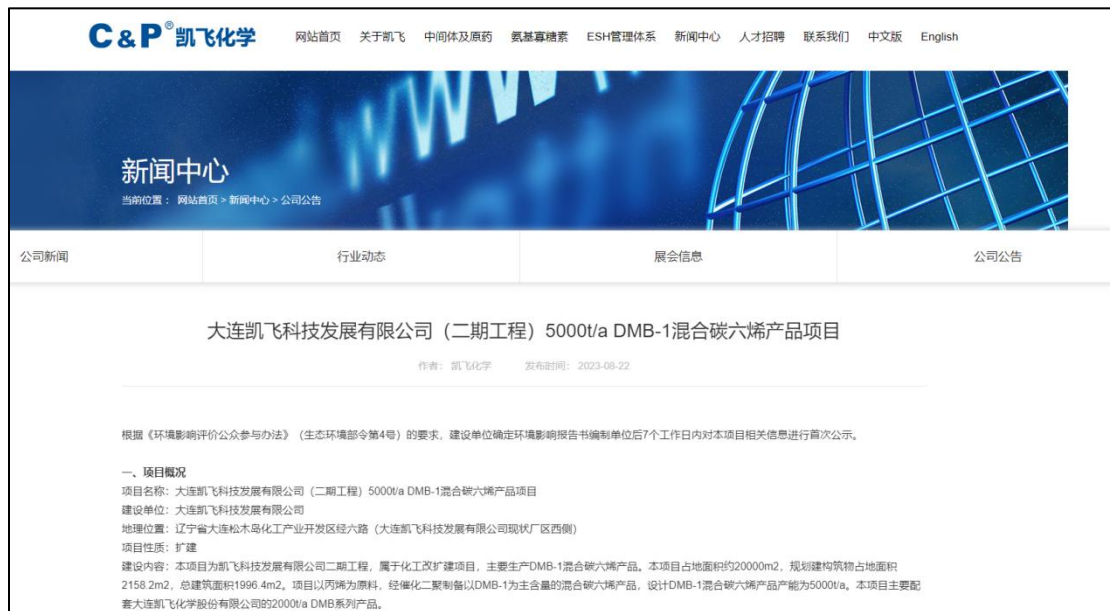 C&P®凯飞化学
网站首页 关于凯飞 中间体及原药 氨基寡糖素 ESH管理体系 新闻中心 人才招聘 联系我们 中文版 English
新闻中心
当前位置： 网站首页 > 新闻中心 > 公司公告
公司新闻 行业动态 展会信息 公司公告
大连凯飞科技发展有限公司（二期工程）5000t/a DMB-1混合碳六烯产品项目
作者： 凯飞化学 发布时间： 2023-08-22
根据《环境影响评价公众参与办法》（生态环境部令第4号）的要求，建设单位确定环境影响报告书编制单位后7个工作日内对本项目相关信息进行首次公示。
一、项目概况
项目名称：大连凯飞科技发展有限公司（二期工程）5000t/a DMB-1混合碳六烯产品项目
建设单位：大连凯飞科技发展有限公司
地理位置：辽宁省大连松木岛化工产业开发区经六路（大连凯飞科技发展有限公司现状厂区西侧）
项目性质：扩建
建设内容：本项目为凯飞科技发展有限公司二期工程，属于化工改扩建项目，主要生产DMB-1混合碳六烯产品。本项目占地面积约20000m2，规划建构筑物占地面积
2158.2m2，总建筑面积1996.4m2。项目以丙烯为原料，经催化二聚制备以DMB-1为主含量的混合碳六烯产品，设计DMB-1混合碳六烯产品产能为5000t/a。本项目主要配
套大连凯飞化学股份有限公司的2000t/a DMB系列产品。